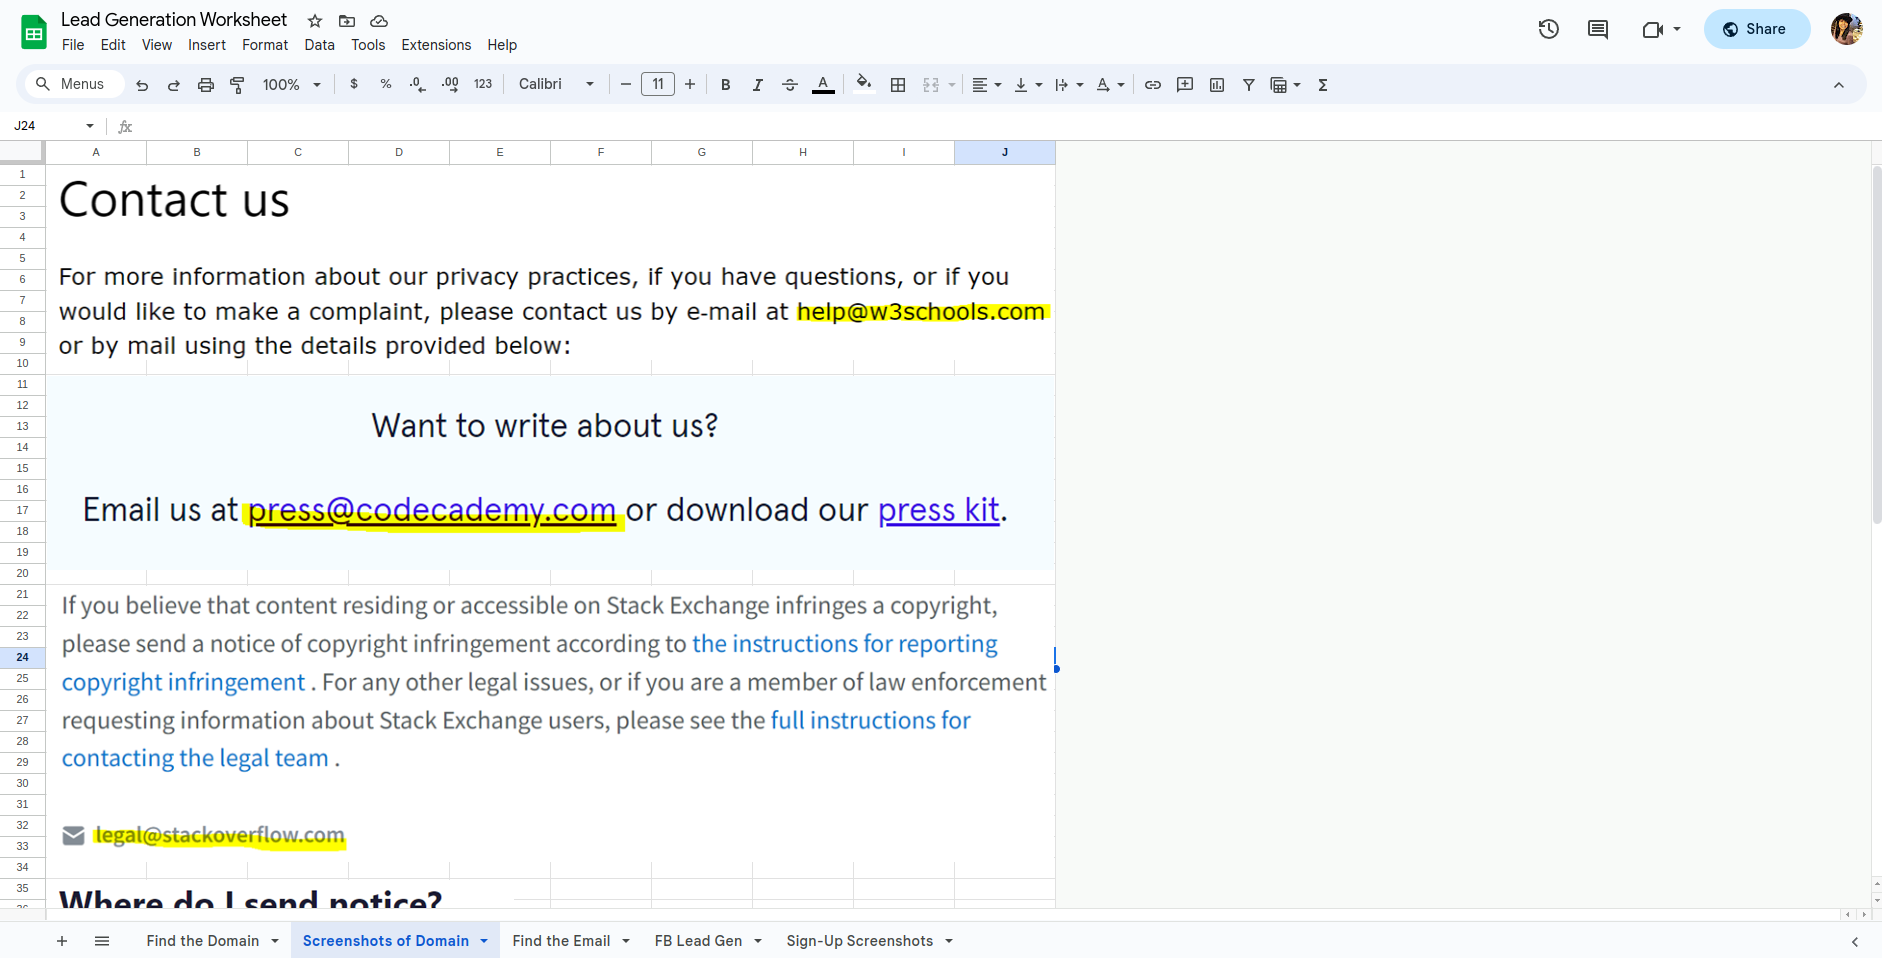 Lead Generation Worksheet
File Edit View Insert Format Data Tools Extensions Help
Share
Menus 100% $ % .0 .00 123 Calibri 11 B I A Σ
J24 fx
A B C D E F G H I J
1
2
3
4
5
6
7
8
9
10
11
12
13
14
15
16
17
18
19
20
21
22
23
24
25
26
27
28
29
30
31
32
33
34
35
Contact us
For more information about our privacy practices, if you have questions, or if you
would like to make a complaint, please contact us by e-mail at help@w3schools.com
or by mail using the details provided below:
Want to write about us?
Email us at press@codecademy.com or download our press kit.
If you believe that content residing or accessible on Stack Exchange infringes a copyright,
please send a notice of copyright infringement according to the instructions for reporting
copyright infringement . For any other legal issues, or if you are a member of law enforcement
requesting information about Stack Exchange users, please see the full instructions for
contacting the legal team .
legal@stackoverflow.com
Where do I send notice?
Find the Domain Screenshots of Domain Find the Email FB Lead Gen Sign-Up Screenshots